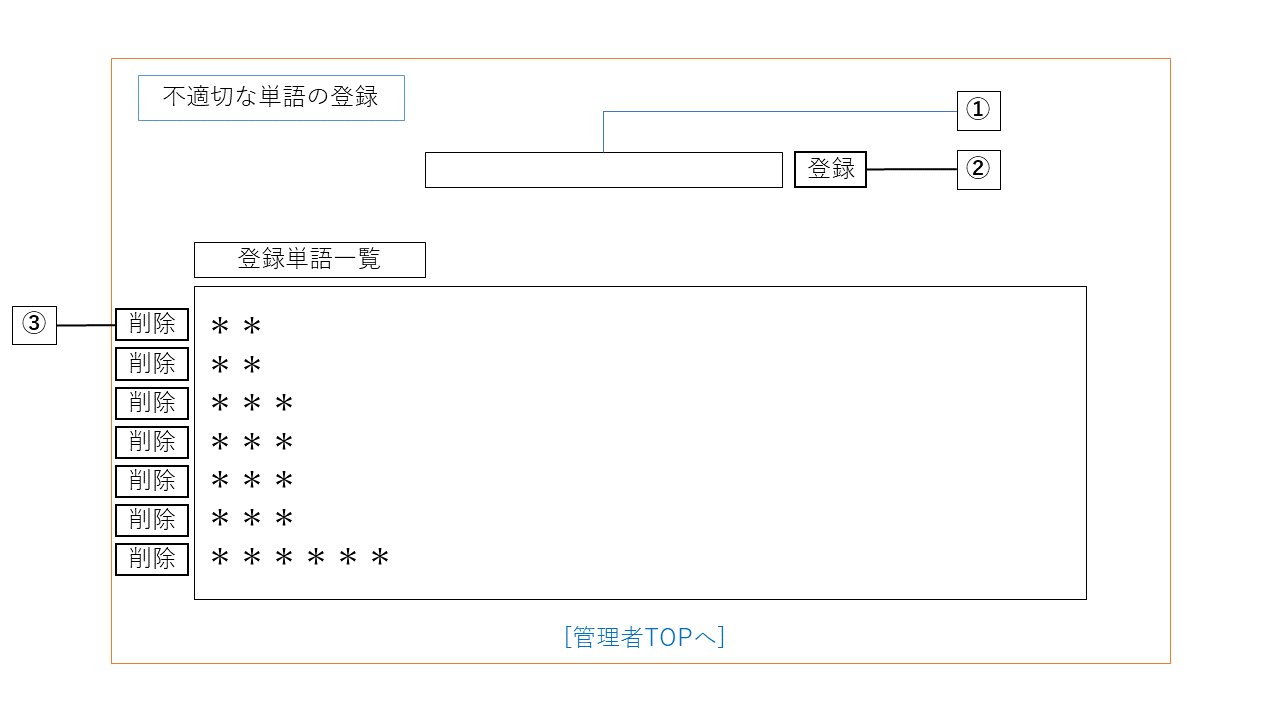 不適切な単語の登録
①
登録 ②
登録単語一覧
③ 削除 ＊＊
削除 ＊＊
削除 ＊＊＊
削除 ＊＊＊
削除 ＊＊＊
削除 ＊＊＊
削除 ＊＊＊＊＊＊
[管理者TOPへ]